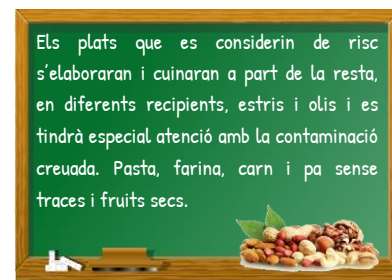 Els plats que es considerin de risc
s'elaboraran i cuinaran a part de la resta,
en diferents recipients, estris i olis i es
tindrà especial atenció amb la contaminació
creuada. Pasta, farina, carn i pa sense
traces i fruits secs.